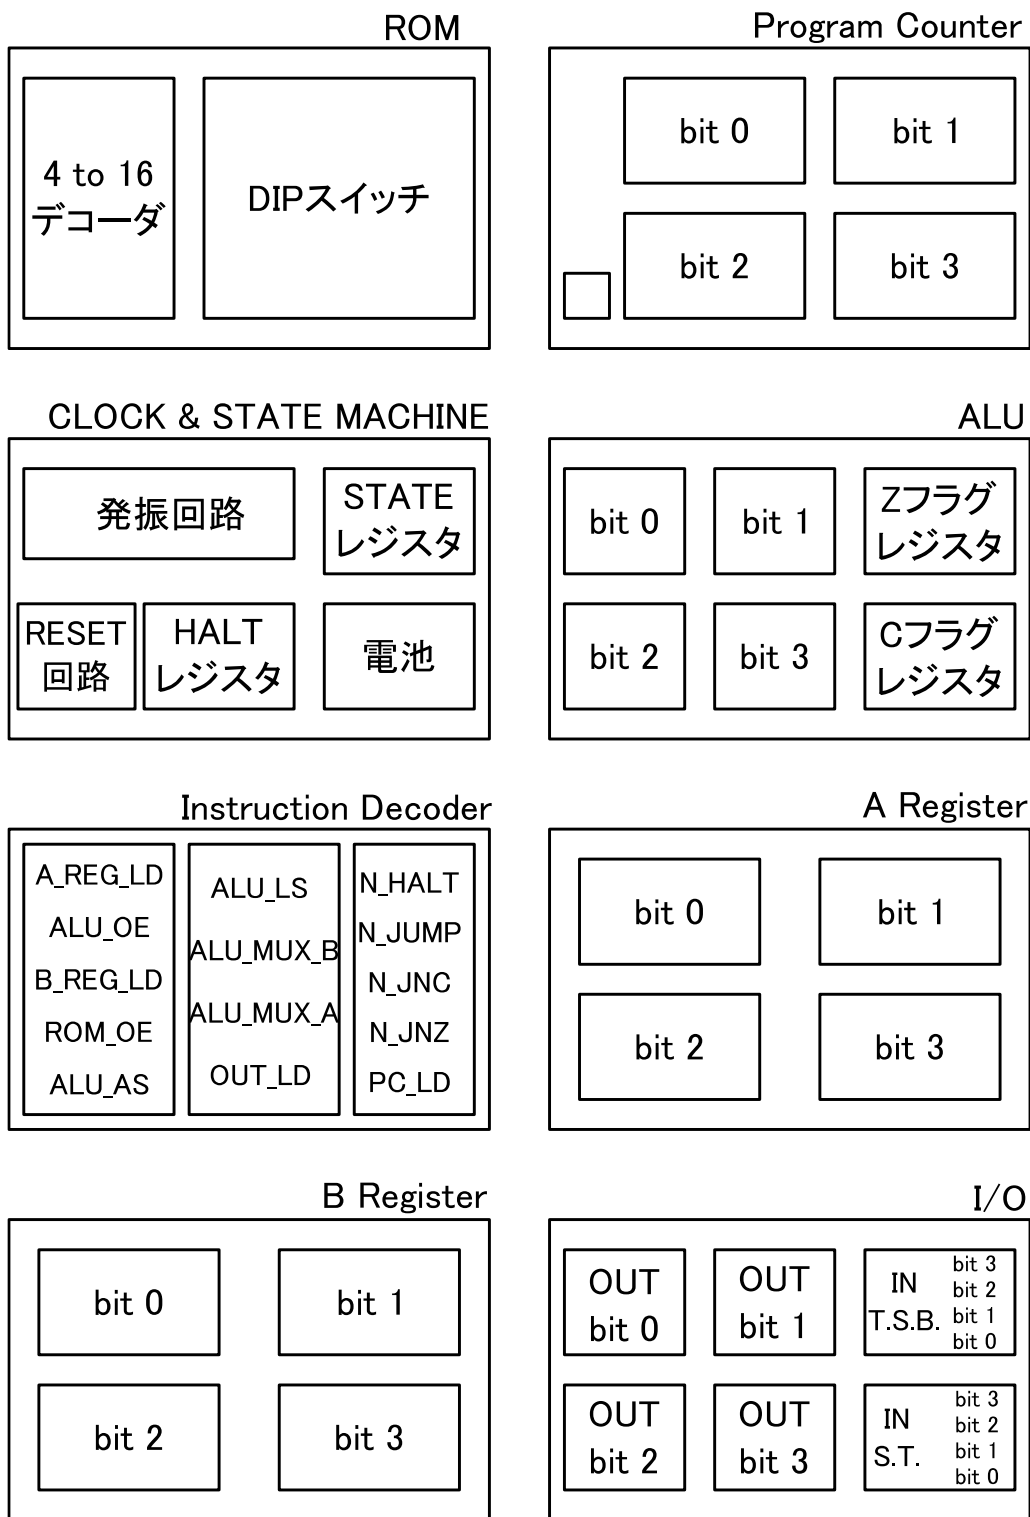 ROM
4 to 16
デコーダ
DIPスイッチ
Program Counter
bit 0
bit 1
bit 2
bit 3
CLOCK & STATE MACHINE
発振回路
STATE
レジスタ
RESET
回路
HALT
レジスタ
電池
ALU
bit 0
bit 1
Zフラグ
レジスタ
bit 2
bit 3
Cフラグ
レジスタ
Instruction Decoder
A_REG_LD
ALU_OE
B_REG_LD
ROM_OE
ALU_AS
ALU_LS
ALU_MUX_B
ALU_MUX_A
OUT_LD
N_HALT
N_JUMP
N_JNC
N_JNZ
PC_LD
A Register
bit 0
bit 1
bit 2
bit 3
B Register
bit 0
bit 1
bit 2
bit 3
I/O
OUT
bit 0
OUT
bit 1
IN
T.S.B.
bit 3
bit 2
bit 1
bit 0
OUT
bit 2
OUT
bit 3
IN
S.T.
bit 3
bit 2
bit 1
bit 0